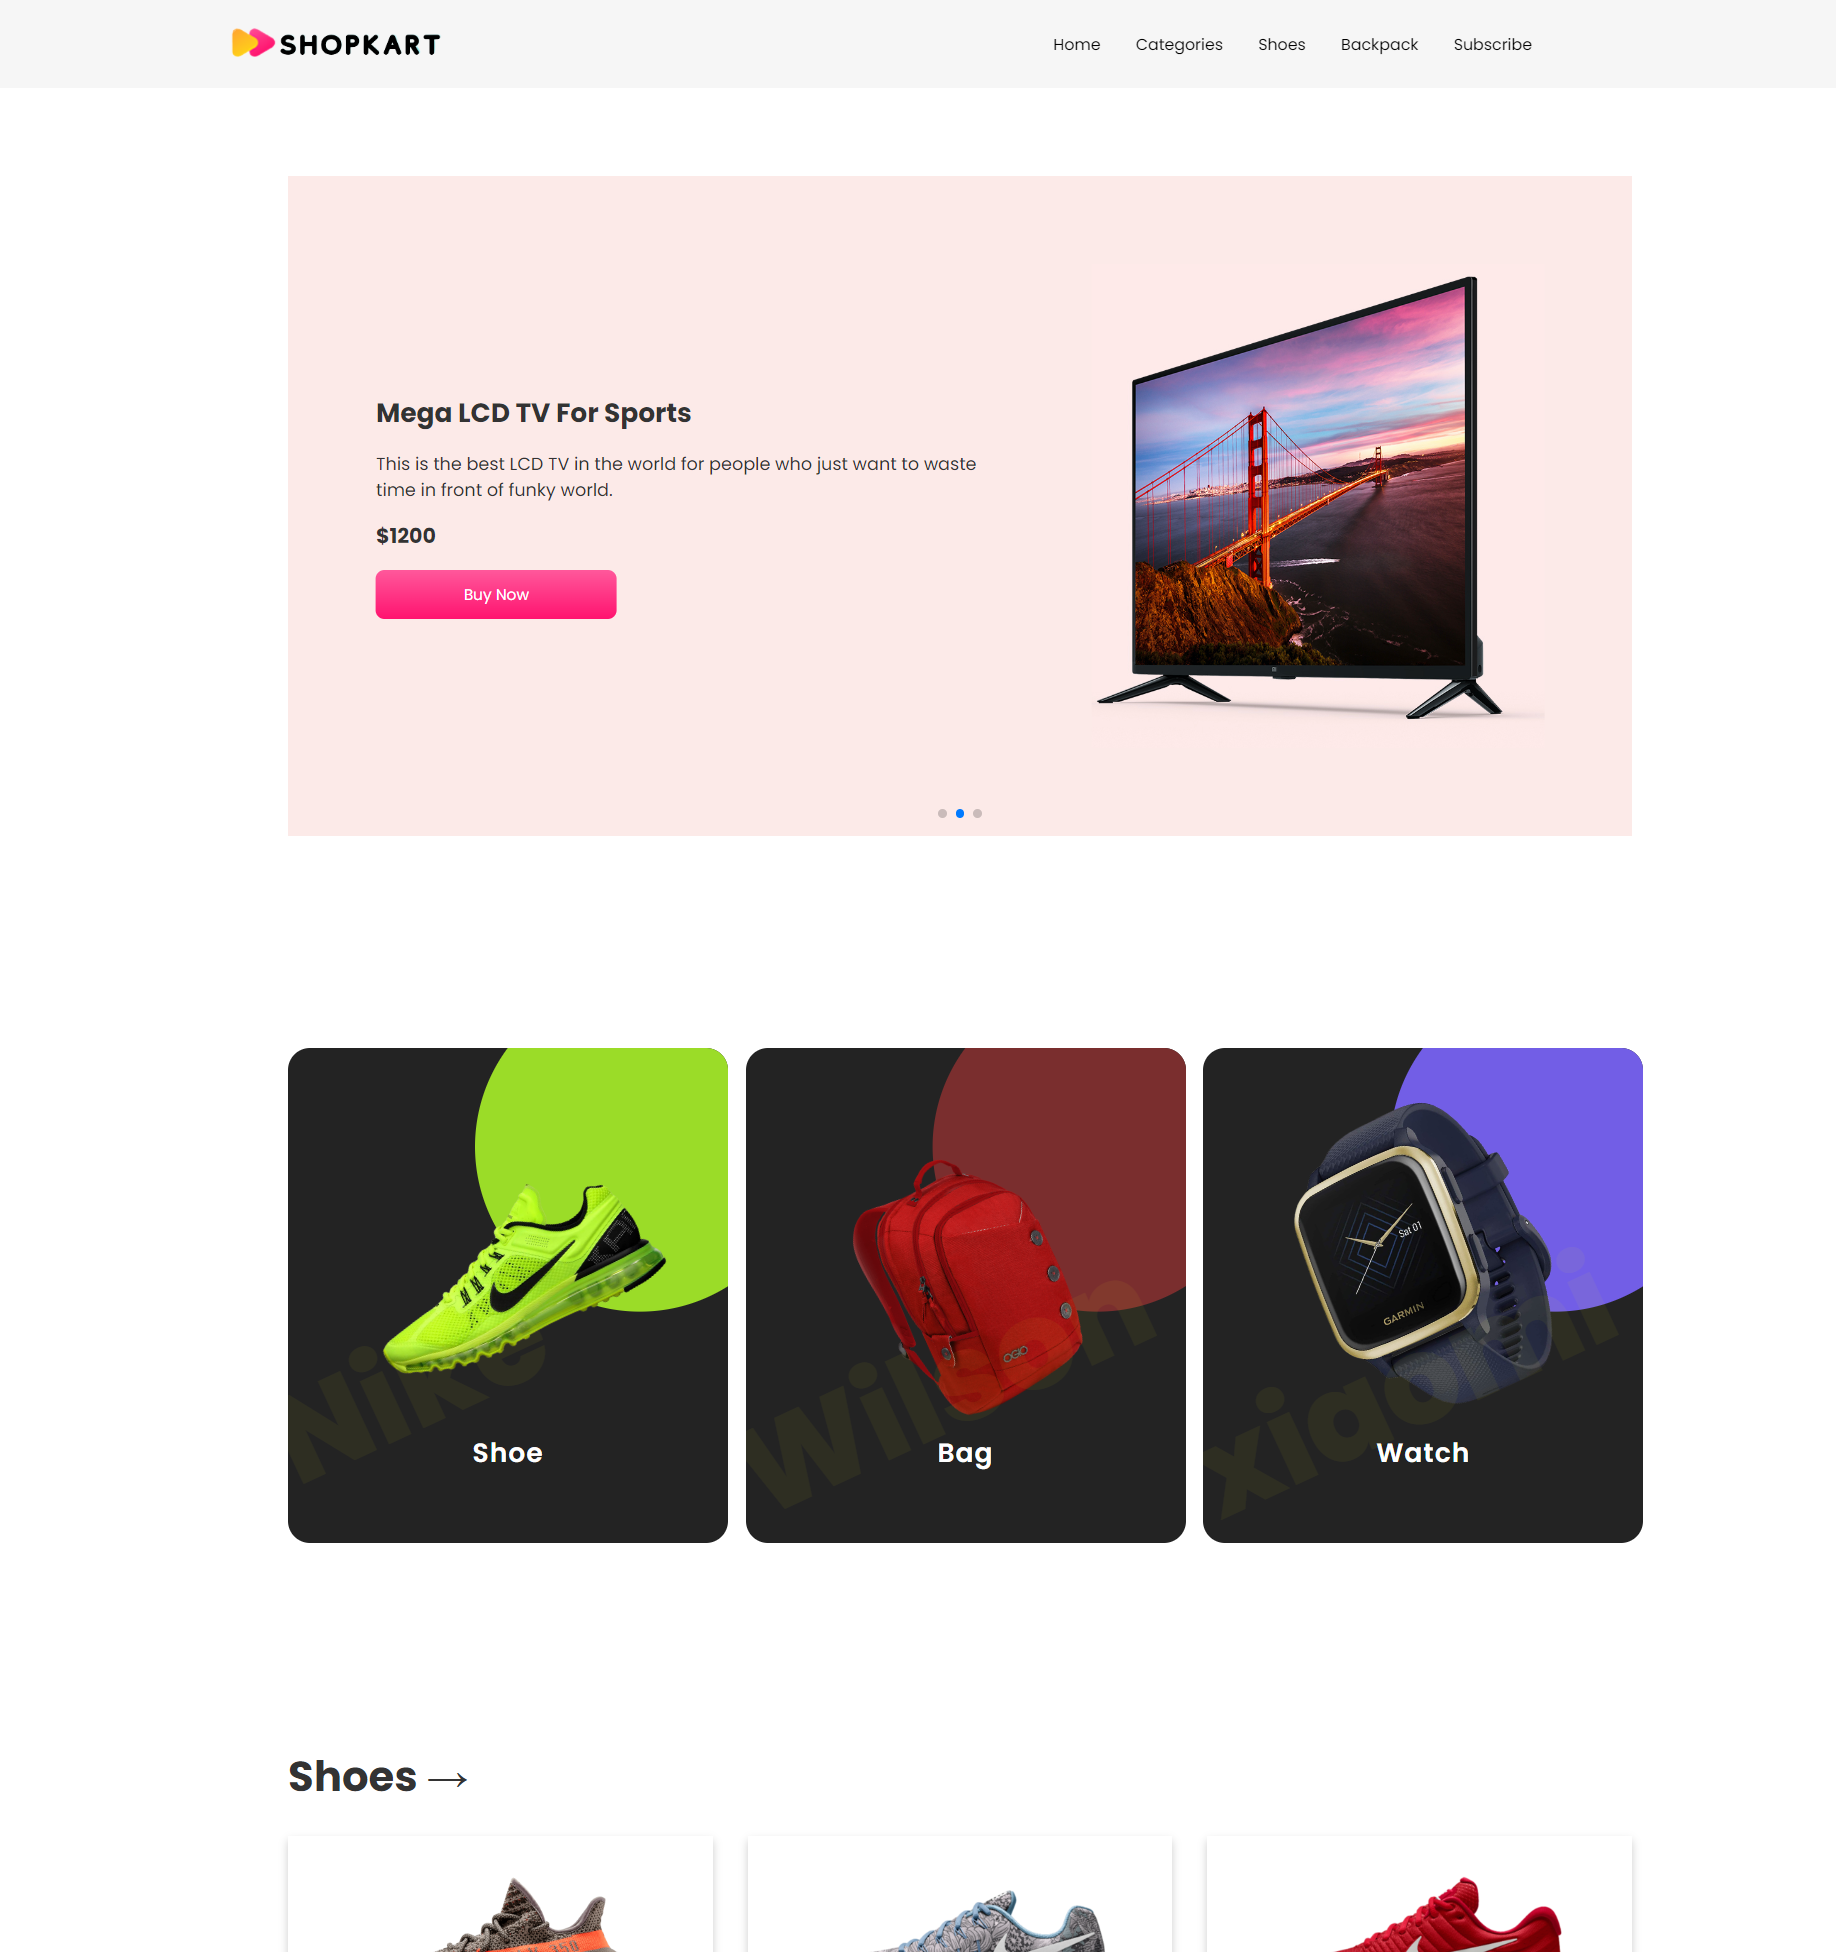 SHOPKART
Home Categories Shoes Backpack Subscribe
Mega LCD TV For Sports
This is the best LCD TV in the world for people who just want to waste
time in front of funky world.
$1200
Buy Now
Nike
Shoe
OGIO
Wilson
Bag
Sat 01
GARMIN
xiaomi
Watch
Shoes →